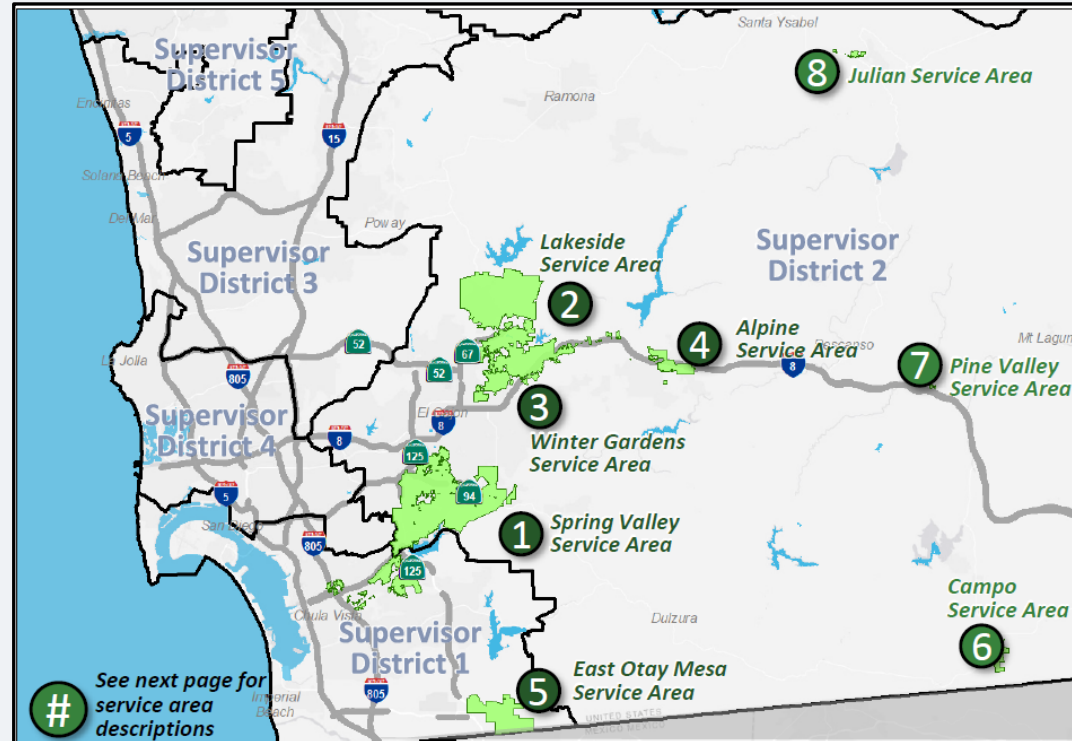 Santa Ysabel
Supervisor
District 5
8
Julian Service Area
Encinitas
Ramona
5
15
Solana Beach
Del Mar
Poway
Supervisor
District 3
Lakeside
Service Area
Supervisor
District 2
2
La Jolla
52
67
52
4
Alpine
Service Area
Descanso
Mt Lagun
8
7
Pine Valley
Service Area
805
El Cajon
3
Winter Gardens
Service Area
Supervisor
District 4
8
8
125
94
5
San Diego
805
1
Spring Valley
Service Area
125
Campo
Service Area
6
Chula Vista
Dulzura
Supervisor
District 1
5
East Otay Mesa
Service Area
805
Imperial
Beach
#
See next page for
service area
descriptions
UNITED STATES
MEXICO